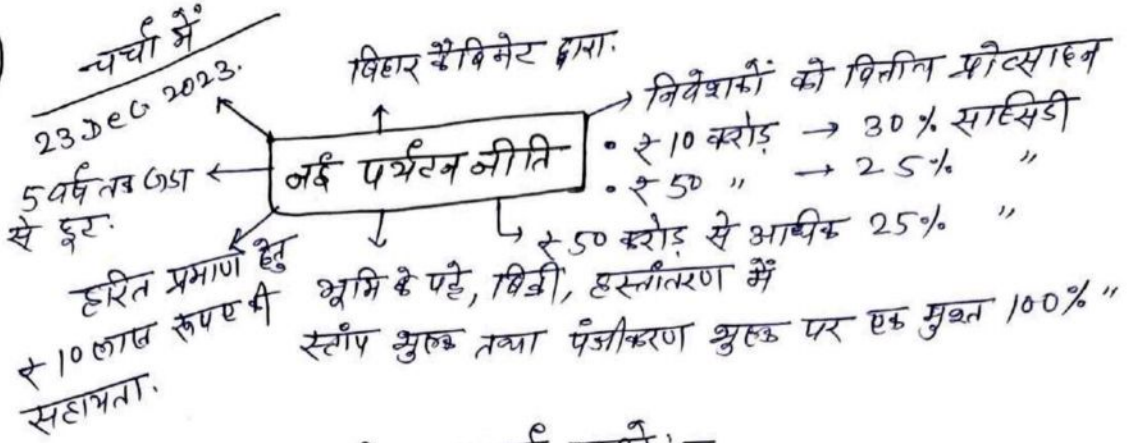 चर्चा में
23 Dec 2023.
बिहार कैबिनेट द्वारा.
नई पर्यटन नीति
निवेशकों को वित्तीय प्रोत्साहन
• ₹10 करोड़ → 30% सब्सिडी
• ₹50 " → 25% "
₹50 करोड़ से अधिक 25% "
5 वर्ष तक GST
से छूट.
हरित प्रमाण हेतु
₹10 लाख रूपए की
सहायता.
भूमि के पट्टे, बिक्री, हस्तांतरण में
स्टांप शुल्क तथा पंजीकरण शुल्क पर एक मुश्त 100% "